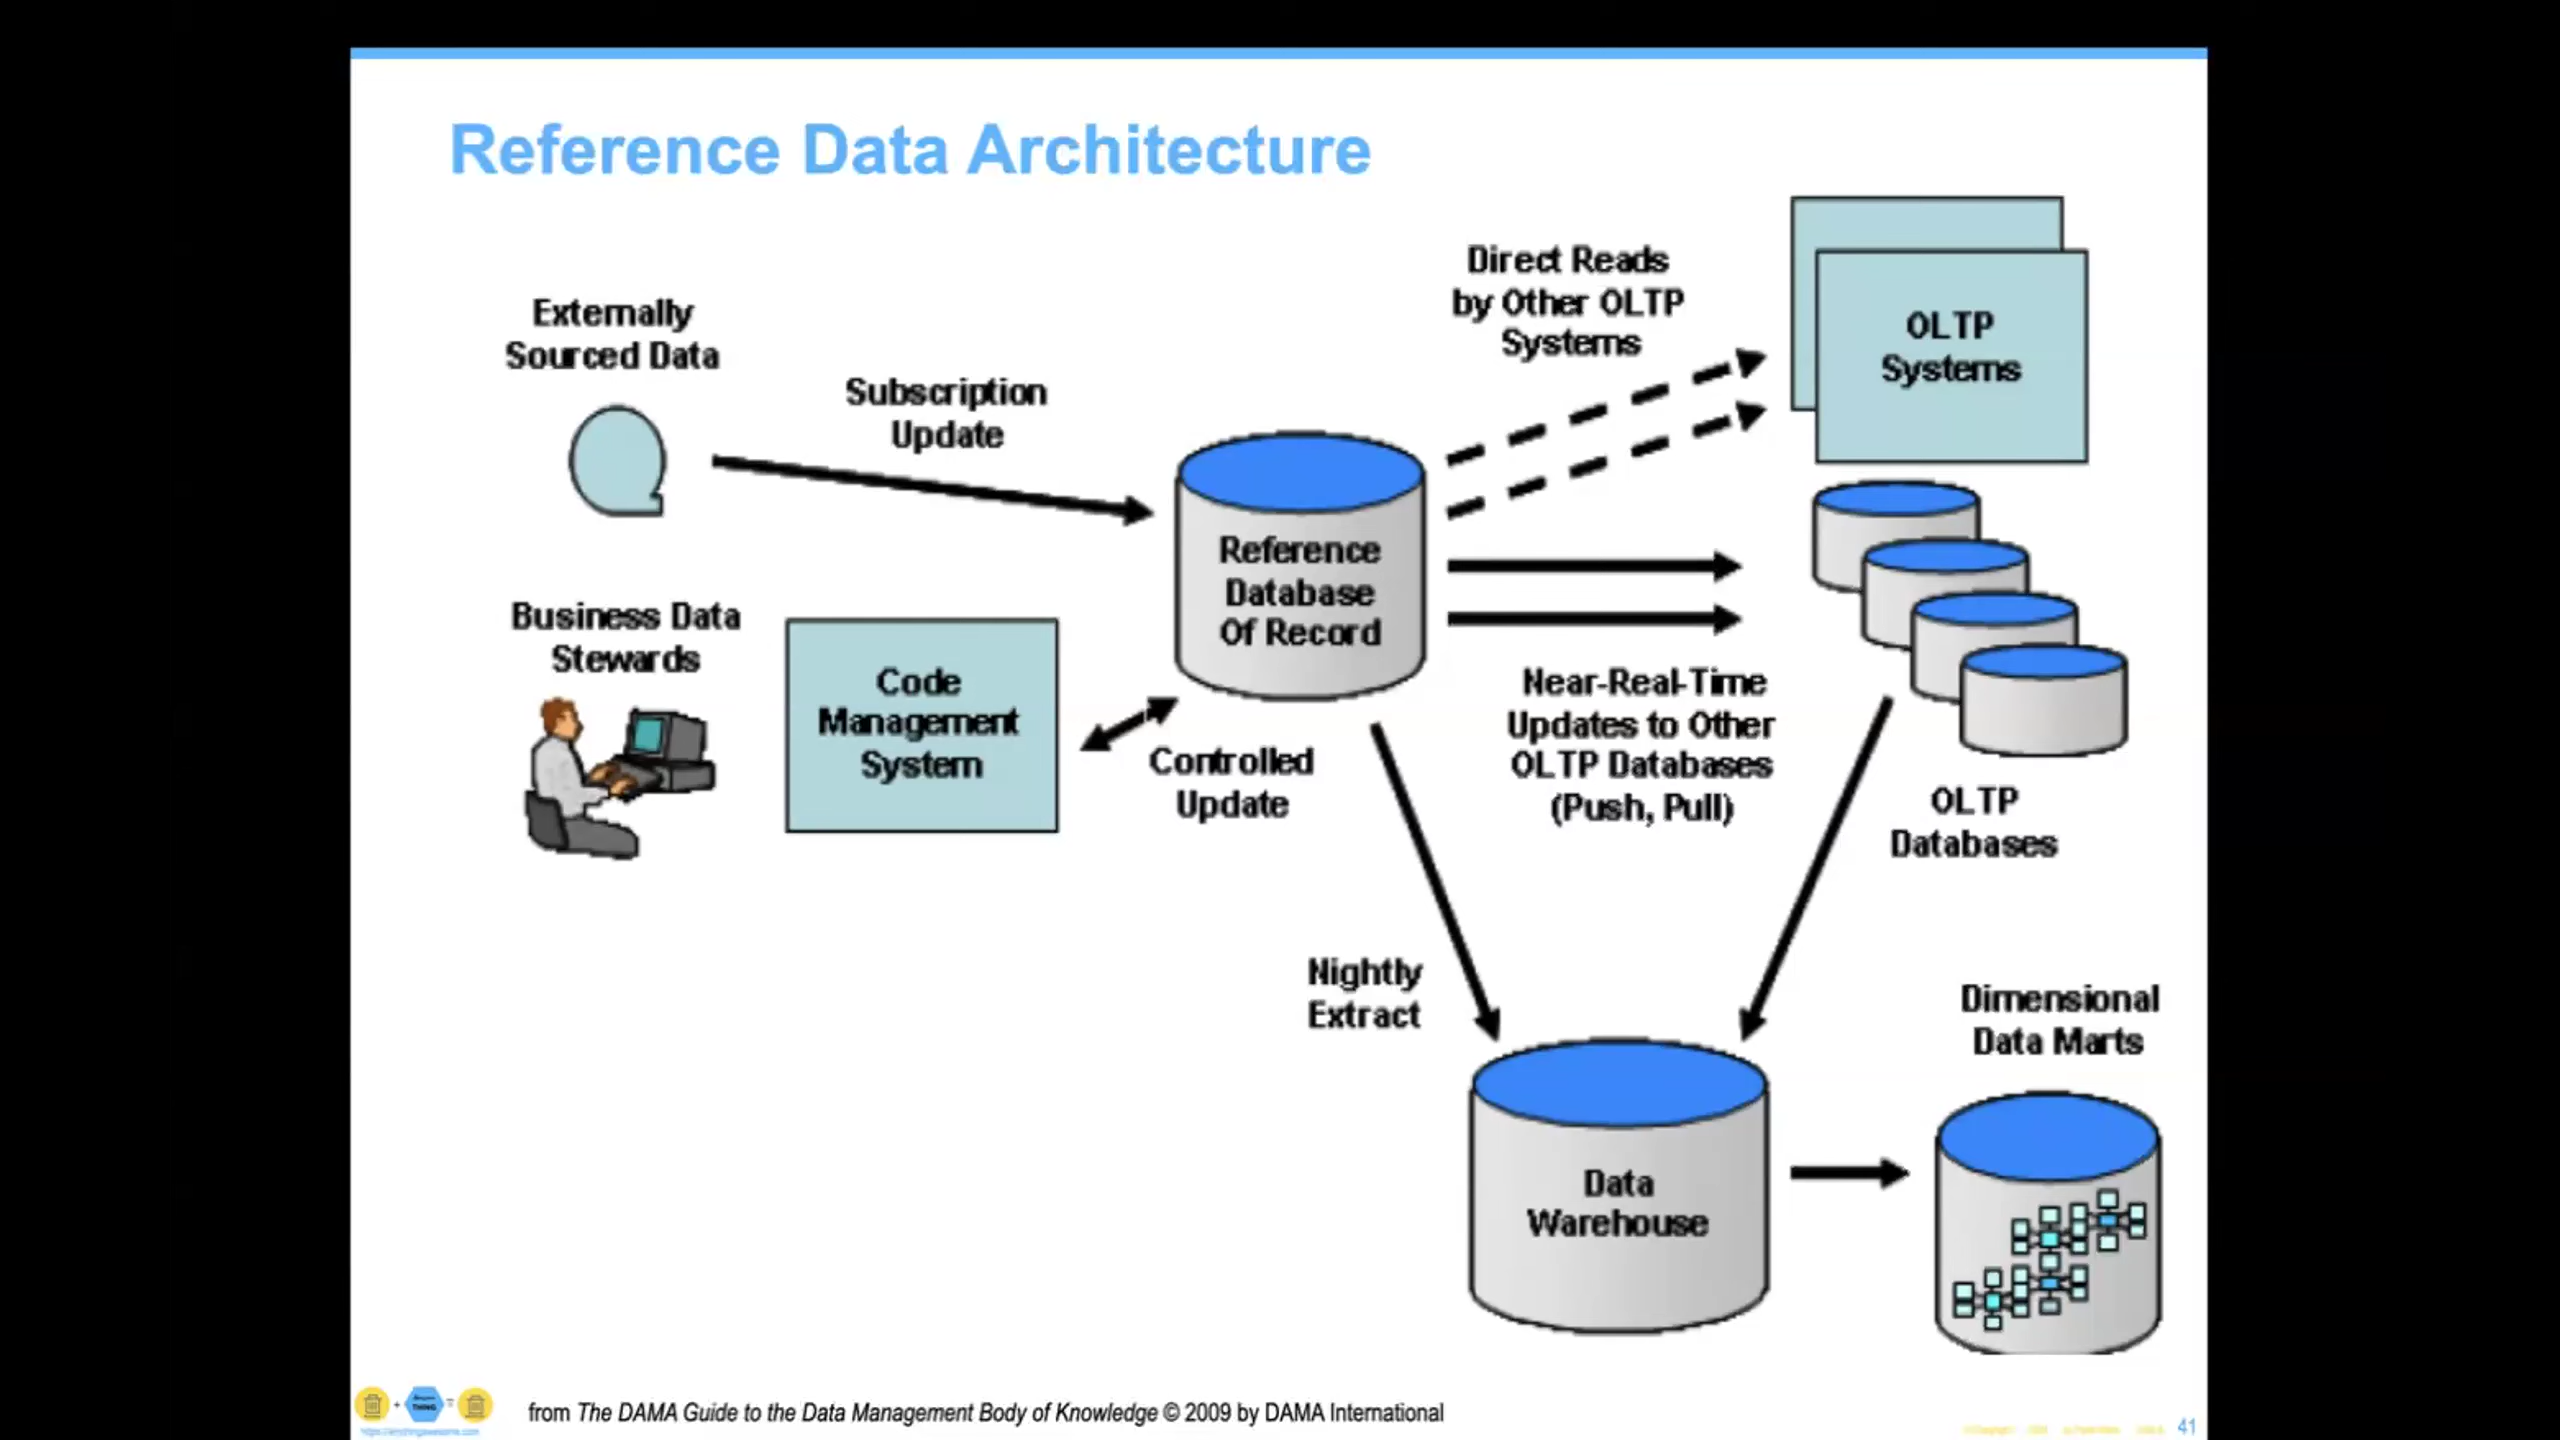 Reference Data Architecture
Externally
Sourced Data
Subscription
Update
Direct Reads
by Other OLTP
Systems
OLTP
Systems
Reference
Database
Of Record
Business Data
Stewards
Code
Management
System
Controlled
Update
Near-Real-Time
Updates to Other
OLTP Databases
(Push, Pull)
OLTP
Databases
Nightly
Extract
Data
Warehouse
Dimensional
Data Marts
from The DAMA Guide to the Data Management Body of Knowledge © 2009 by DAMA International
41